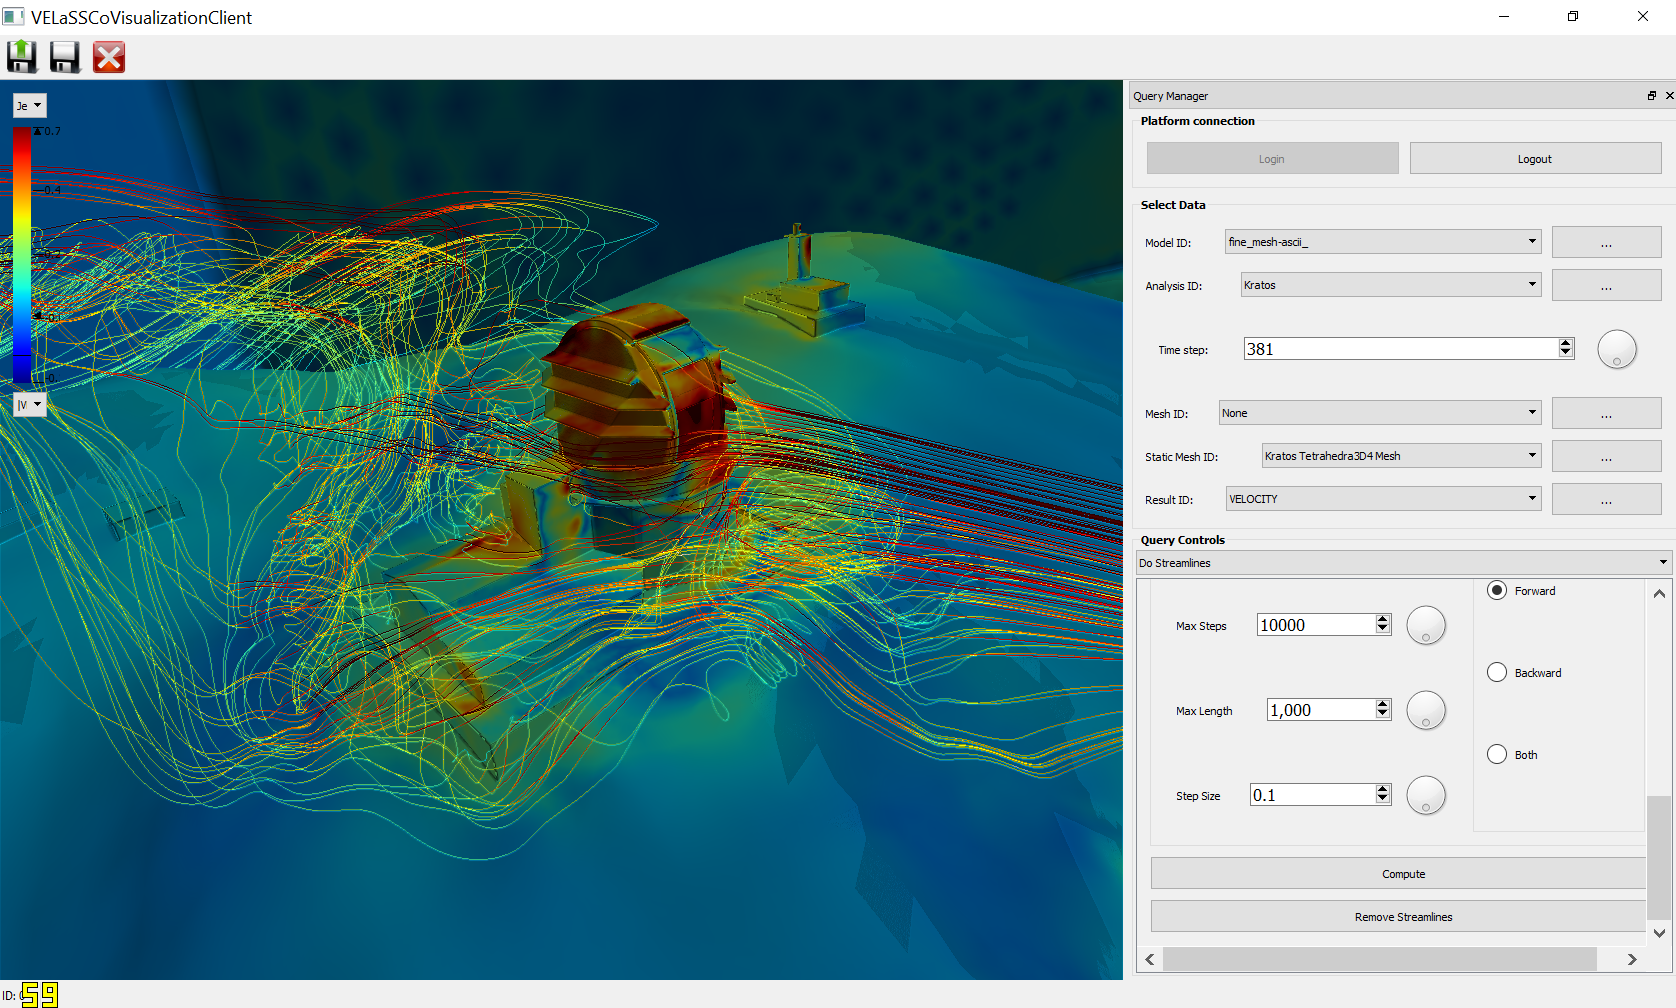 VELaSSCoVisualizationClient
Je
0.7
0.4
|V
Query Manager
Platform connection
Login
Logout
Select Data
Model ID:
fine_mesh-ascii_
...
Analysis ID:
Kratos
...
Time step:
381
Mesh ID:
None
...
Static Mesh ID:
Kratos Tetrahedra3D4 Mesh
...
Result ID:
VELOCITY
...
Query Controls
Do Streamlines
Forward
Max Steps
10000
Backward
Max Length
1,000
Both
Step Size
0.1
Compute
Remove Streamlines
ID:
59